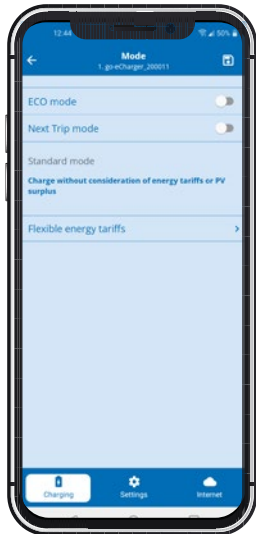 12:44 50%
Mode
1. go-eCharger_200011
ECO mode
Next Trip mode
Standard mode
Charge without consideration of energy tariffs or PV
surplus
Flexible energy tariffs
Charging Settings Internet